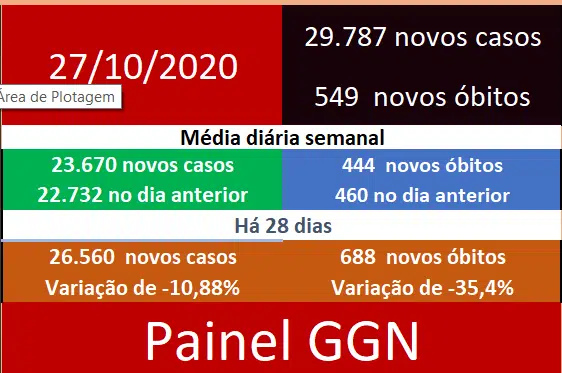 27/10/2020
29.787 novos casos
549 novos óbitos
Área de Plotagem
Média diária semanal
23.670 novos casos
444 novos óbitos
22.732 no dia anterior
460 no dia anterior
Há 28 dias
26.560 novos casos
688 novos óbitos
Variação de -10,88%
Variação de -35,4%
Painel GGN